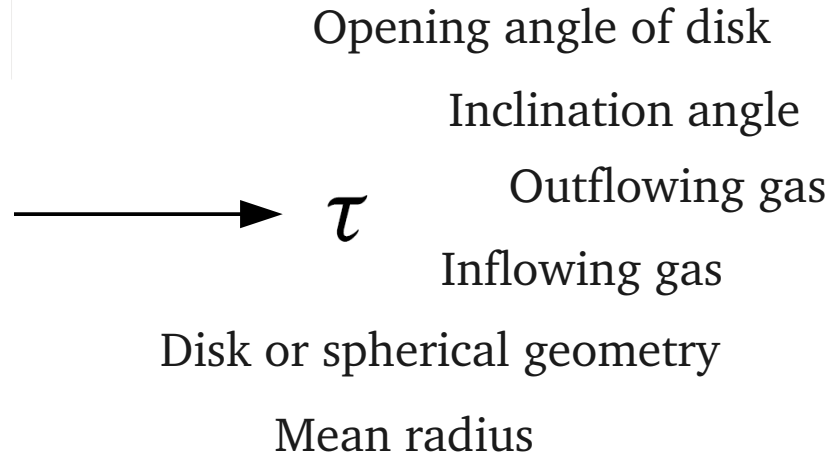 Opening angle of disk
Inclination angle
Outflowing gas
τ
Inflowing gas
Disk or spherical geometry
Mean radius